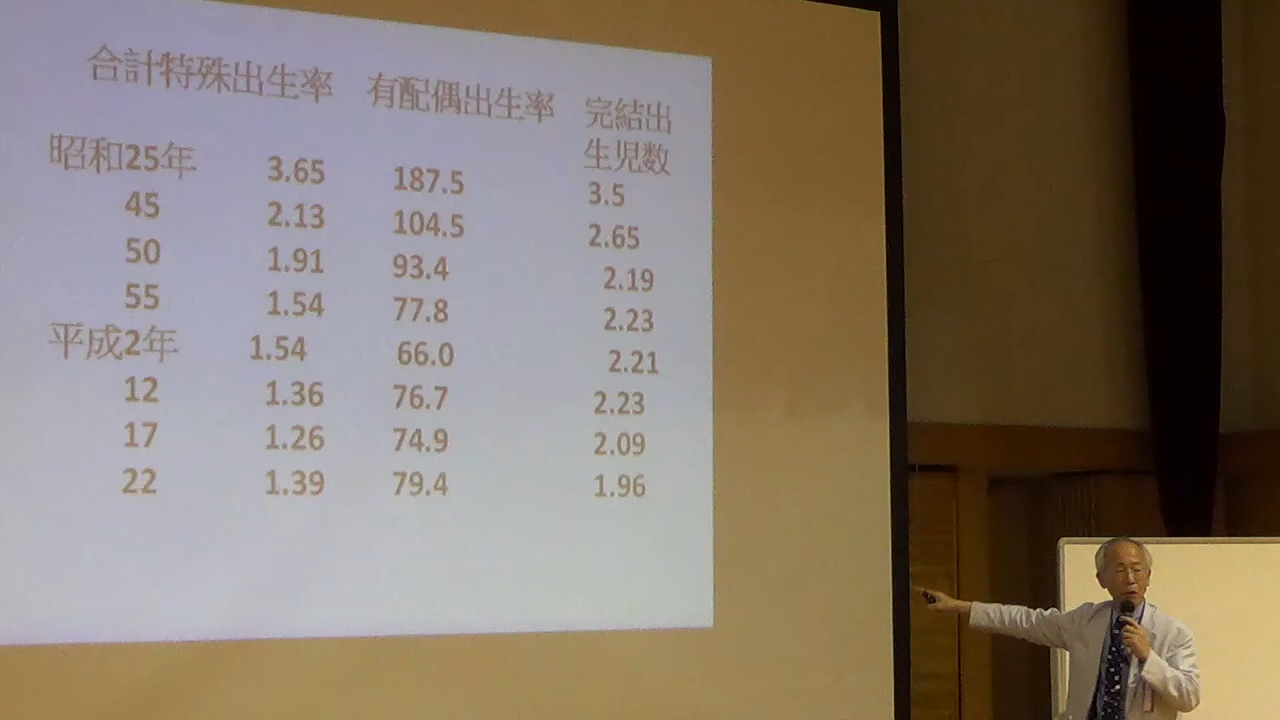 合計特殊出生率 有配偶出生率 完結出
生児数
昭和25年 3.65 187.5 3.5
45 2.13 104.5 2.65
50 1.91 93.4 2.19
55 1.54 77.8 2.23
平成2年 1.54 66.0 2.21
12 1.36 76.7 2.23
17 1.26 74.9 2.09
22 1.39 79.4 1.96